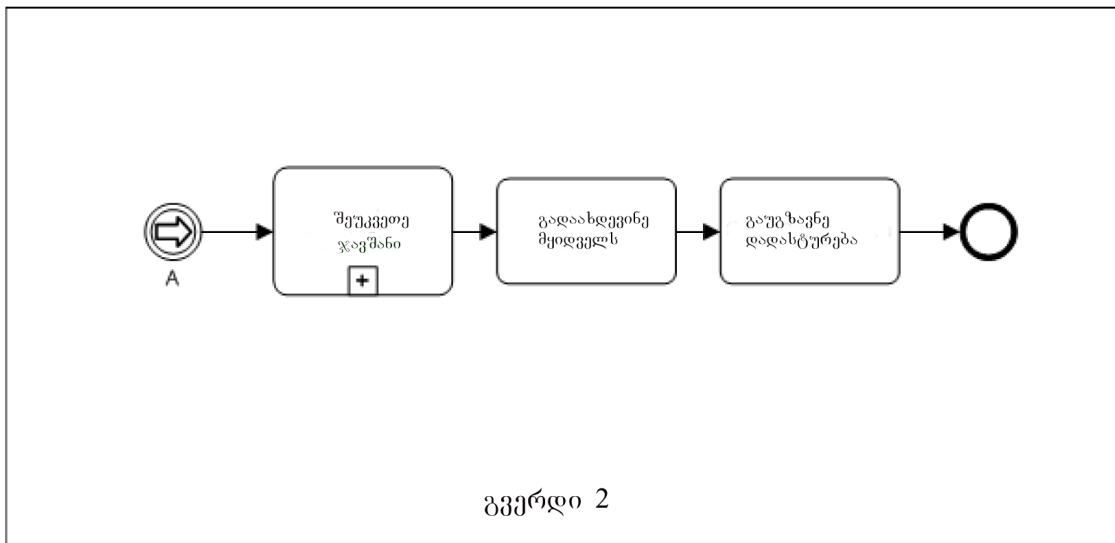 შეუკვეთე
ჯავშანი
გადაახდევინე
მყიდველს
გაუგზავნე
დადასტურება
A
გვერდი 2